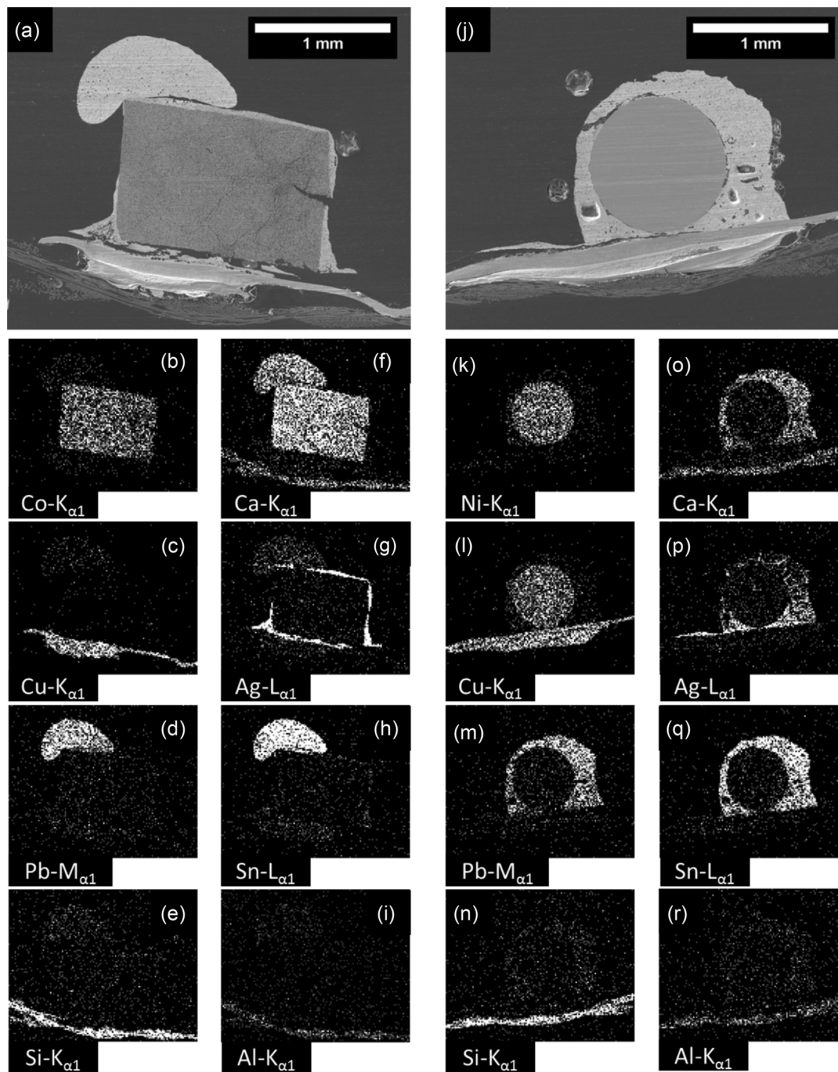 (a)
1 mm
(j)
1 mm
(b)
Co-Kα1
(f)
Ca-Kα1
(k)
Ni-Kα1
(o)
Ca-Kα1
(c)
Cu-Kα1
(g)
Ag-Lα1
(l)
Cu-Kα1
(p)
Ag-Lα1
(d)
Pb-Mα1
(h)
Sn-Lα1
(m)
Pb-Mα1
(q)
Sn-Lα1
(e)
Si-Kα1
(i)
Al-Kα1
(n)
Si-Kα1
(r)
Al-Kα1